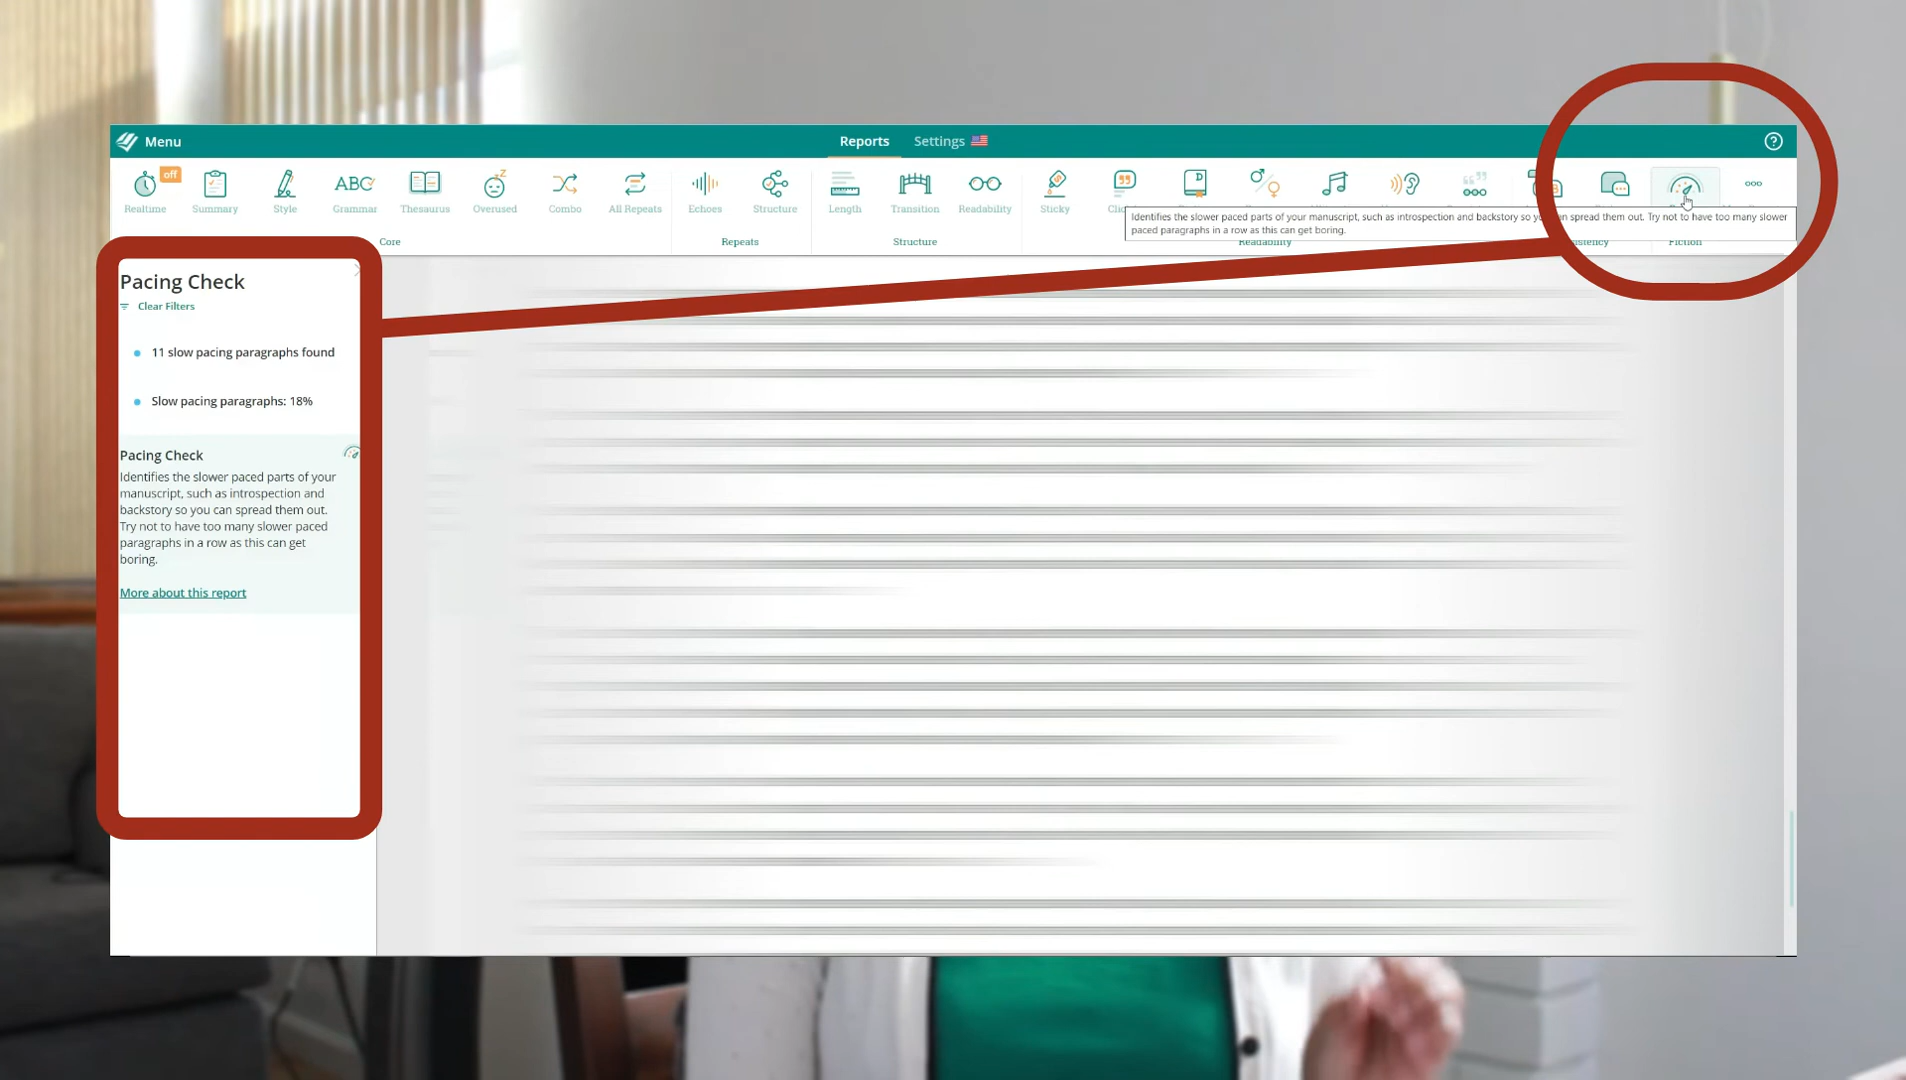 Menu
Reports
Settings
off
Realtime
Summary
Style
ABC
Grammar
Thesaurus
Overused
Combo
All Repeats
Echoes
Structure
Length
Transition
Readability
Sticky
Identifies the slower paced parts of your manuscript, such as introspection and backstory so you can spread them out. Try not to have too many slower
paced paragraphs in a row as this can get boring.
Core
Repeats
Structure
Readability
Fiction
Pacing Check
Clear Filters
11 slow pacing paragraphs found
Slow pacing paragraphs: 18%
Pacing Check
Identifies the slower paced parts of your
manuscript, such as introspection and
backstory so you can spread them out.
Try not to have too many slower paced
paragraphs in a row as this can get
boring.
More about this report